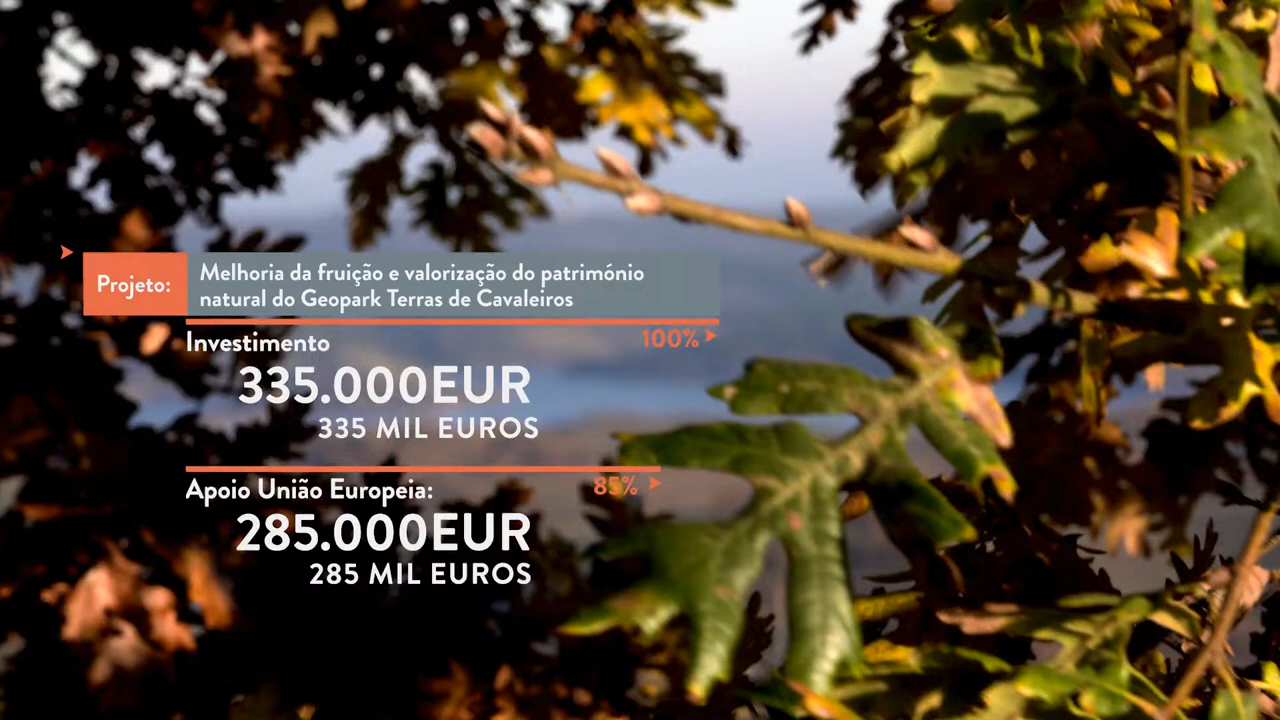 Projeto:
Melhoria da fruição e valorização do património
natural do Geopark Terras de Cavaleiros
Investimento
100%
335.000EUR
335 MIL EUROS
Apoio União Europeia:
85%
285.000EUR
285 MIL EUROS